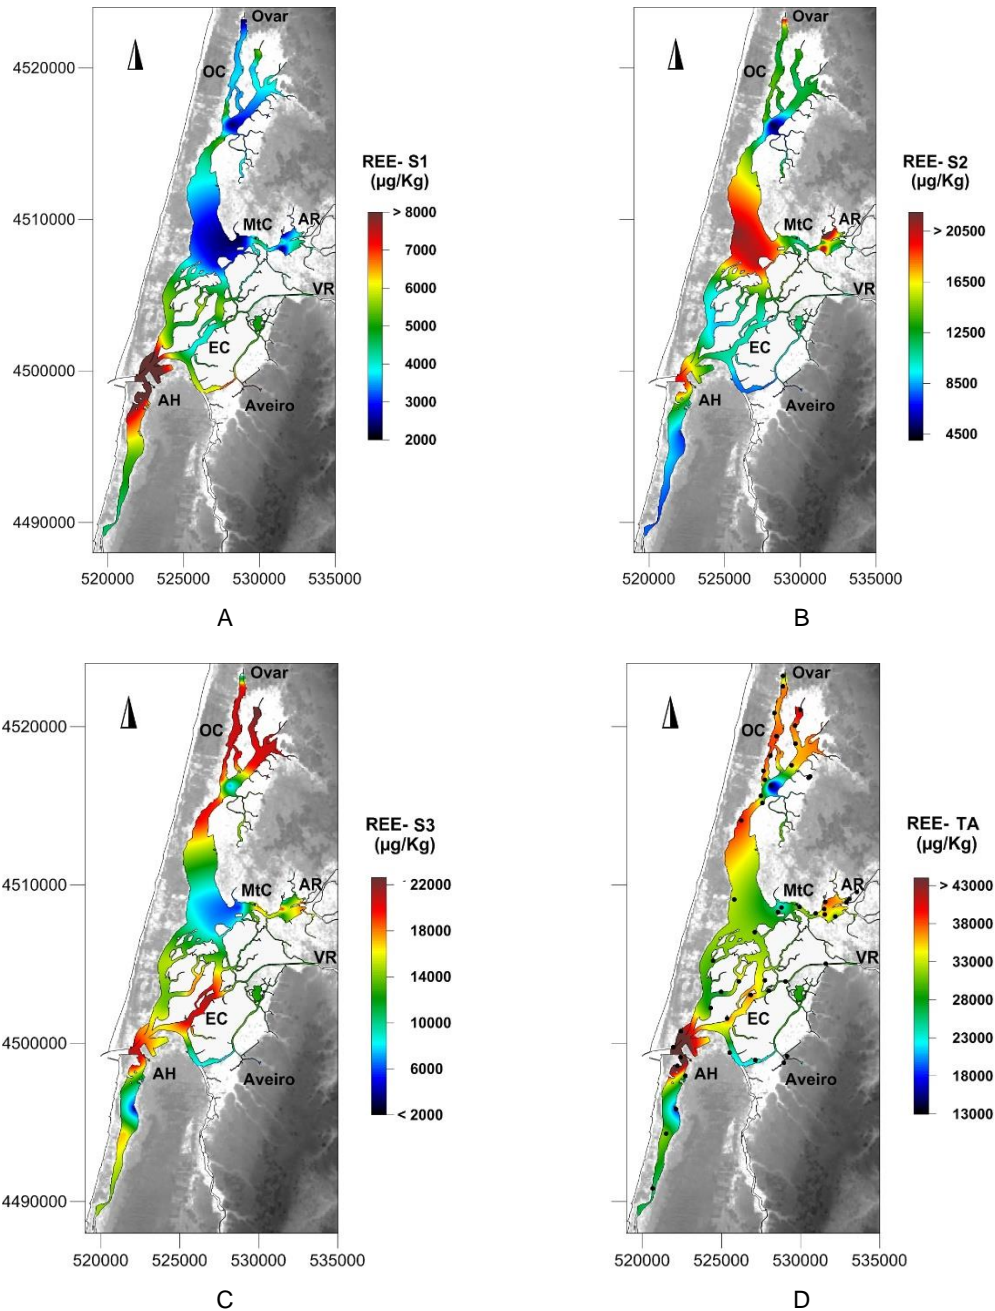 Ovar
OC
4520000
REE- S1
(µg/Kg)
> 8000
7000
6000
5000
4000
3000
2000
4510000
MtC
AR
VR
EC
4500000
AH
Aveiro
4490000
520000 525000 530000 535000
A
Ovar
OC
REE- S2
(µg/Kg)
> 20500
16500
12500
8500
4500
MtC
AR
VR
EC
AH
Aveiro
520000 525000 530000 535000
B
Ovar
OC
4520000
REE- S3
(µg/Kg)
22000
18000
14000
10000
6000
< 2000
4510000
MtC
AR
VR
EC
4500000
AH
Aveiro
4490000
520000 525000 530000 535000
C
Ovar
OC
REE- TA
(µg/Kg)
> 43000
38000
33000
28000
23000
18000
13000
MtC
AR
VR
EC
AH
Aveiro
520000 525000 530000 535000
D